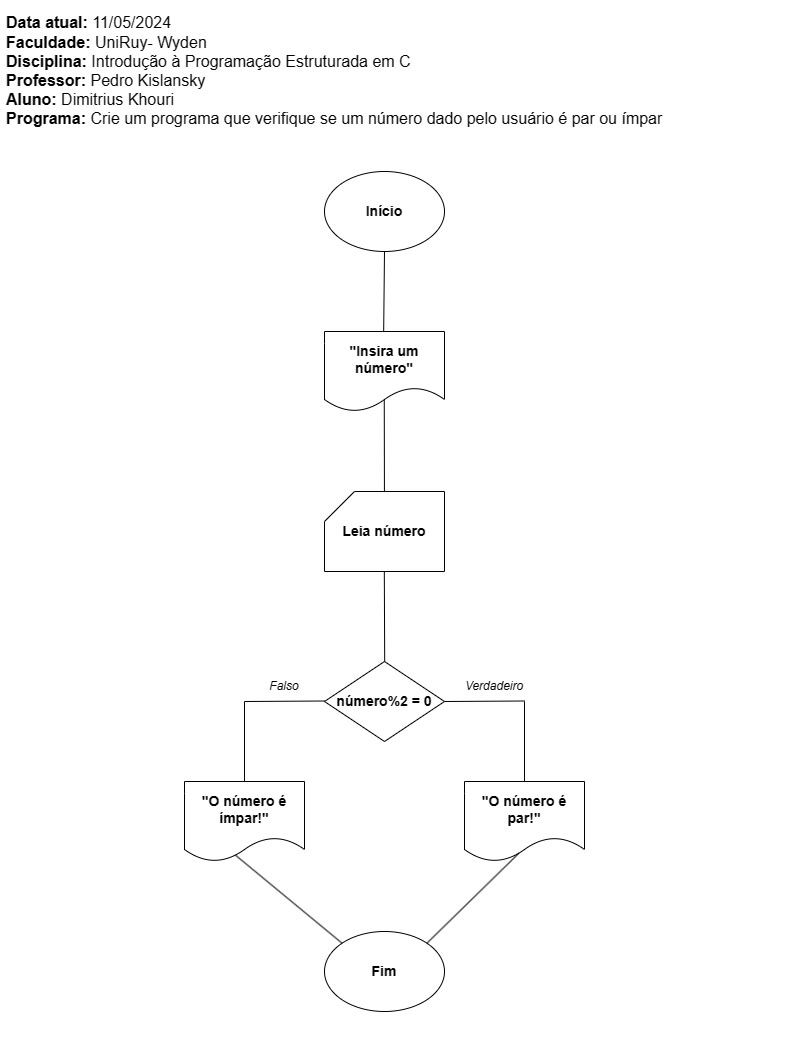 Data atual: 11/05/2024
Faculdade: UniRuy- Wyden
Disciplina: Introdução à Programação Estruturada em C
Professor: Pedro Kislansky
Aluno: Dimitrius Khouri
Programa: Crie um programa que verifique se um número dado pelo usuário é par ou ímpar
Início
"Insira um
número"
Leia número
Falso
Verdadeiro
número%2 = 0
"O número é
ímpar!"
"O número é
par!"
Fim